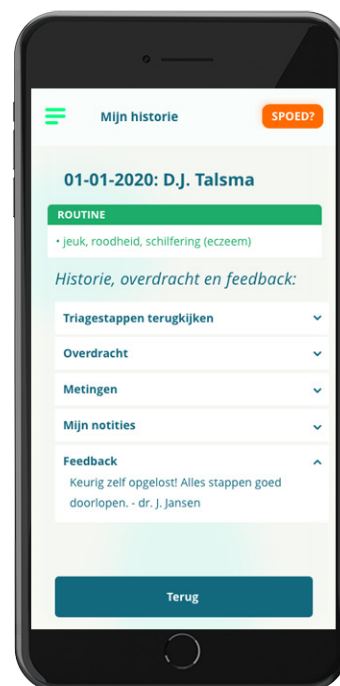 Mijn historie
SPOED?
01-01-2020: D.J. Talsma
ROUTINE
• jeuk, roodheid, schilfering (eczeem)
Historie, overdracht en feedback:
Triagestappen terugkijken
Overdracht
Metingen
Mijn notities
Feedback
Keurig zelf opgelost! Alles stappen goed
doorlopen. - dr. J. Jansen
Terug